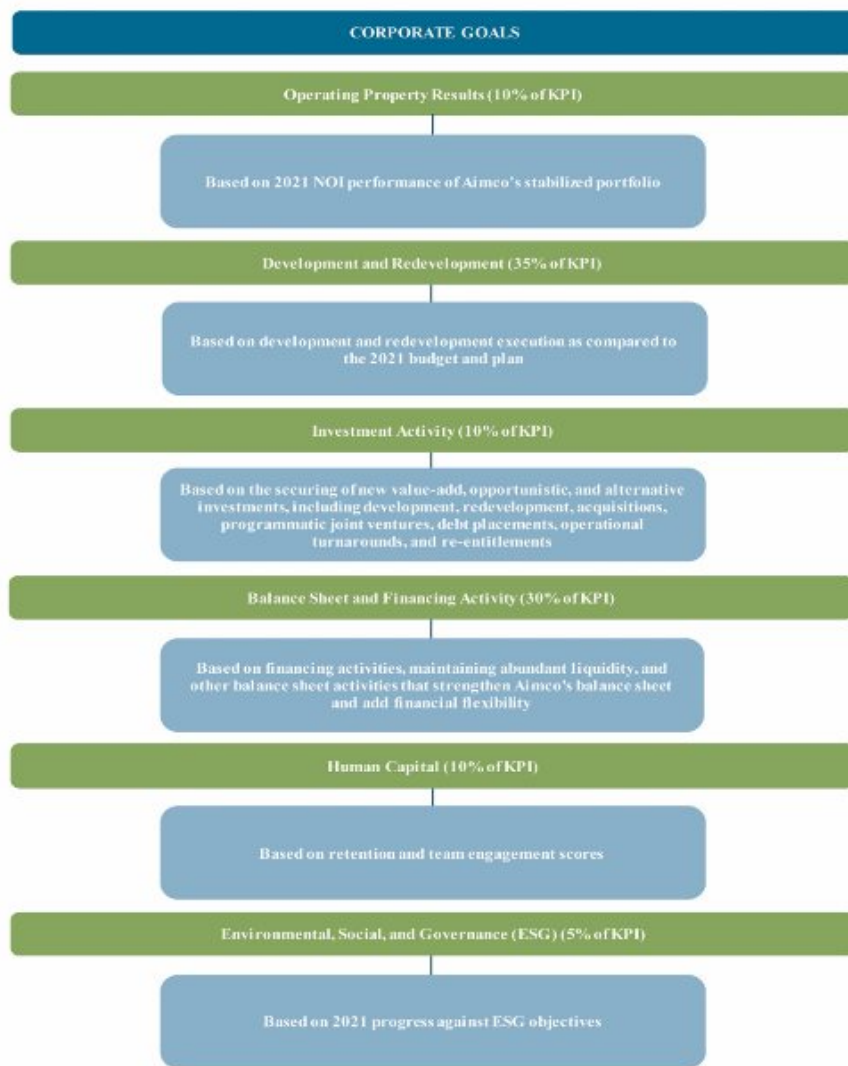 CORPORATE GOALS
Operating Property Results (10% of KPI)
Based on 2021 NOI performance of Aimco's stabilized portfolio
Development and Redevelopment (35% of KPI)
Based on development and redevelopment execution as compared to
the 2021 budget and plan
Investment Activity (10% of KPI)
Based on the securing of new value-add, opportunistic, and alternative
investments, including development, redevelopment, acquisitions,
programmatic joint ventures, debt placements, operational
turnarounds, and re-entitlements
Balance Sheet and Financing Activity (30% of KPI)
Based on financing activities, maintaining abundant liquidity, and
other balance sheet activities that strengthen Aimco's balance sheet
and add financial flexibility
Human Capital (10% of KPI)
Based on retention and team engagement scores
Environmental, Social, and Governance (ESG) (5% of KPI)
Based on 2021 progress against ESG objectives